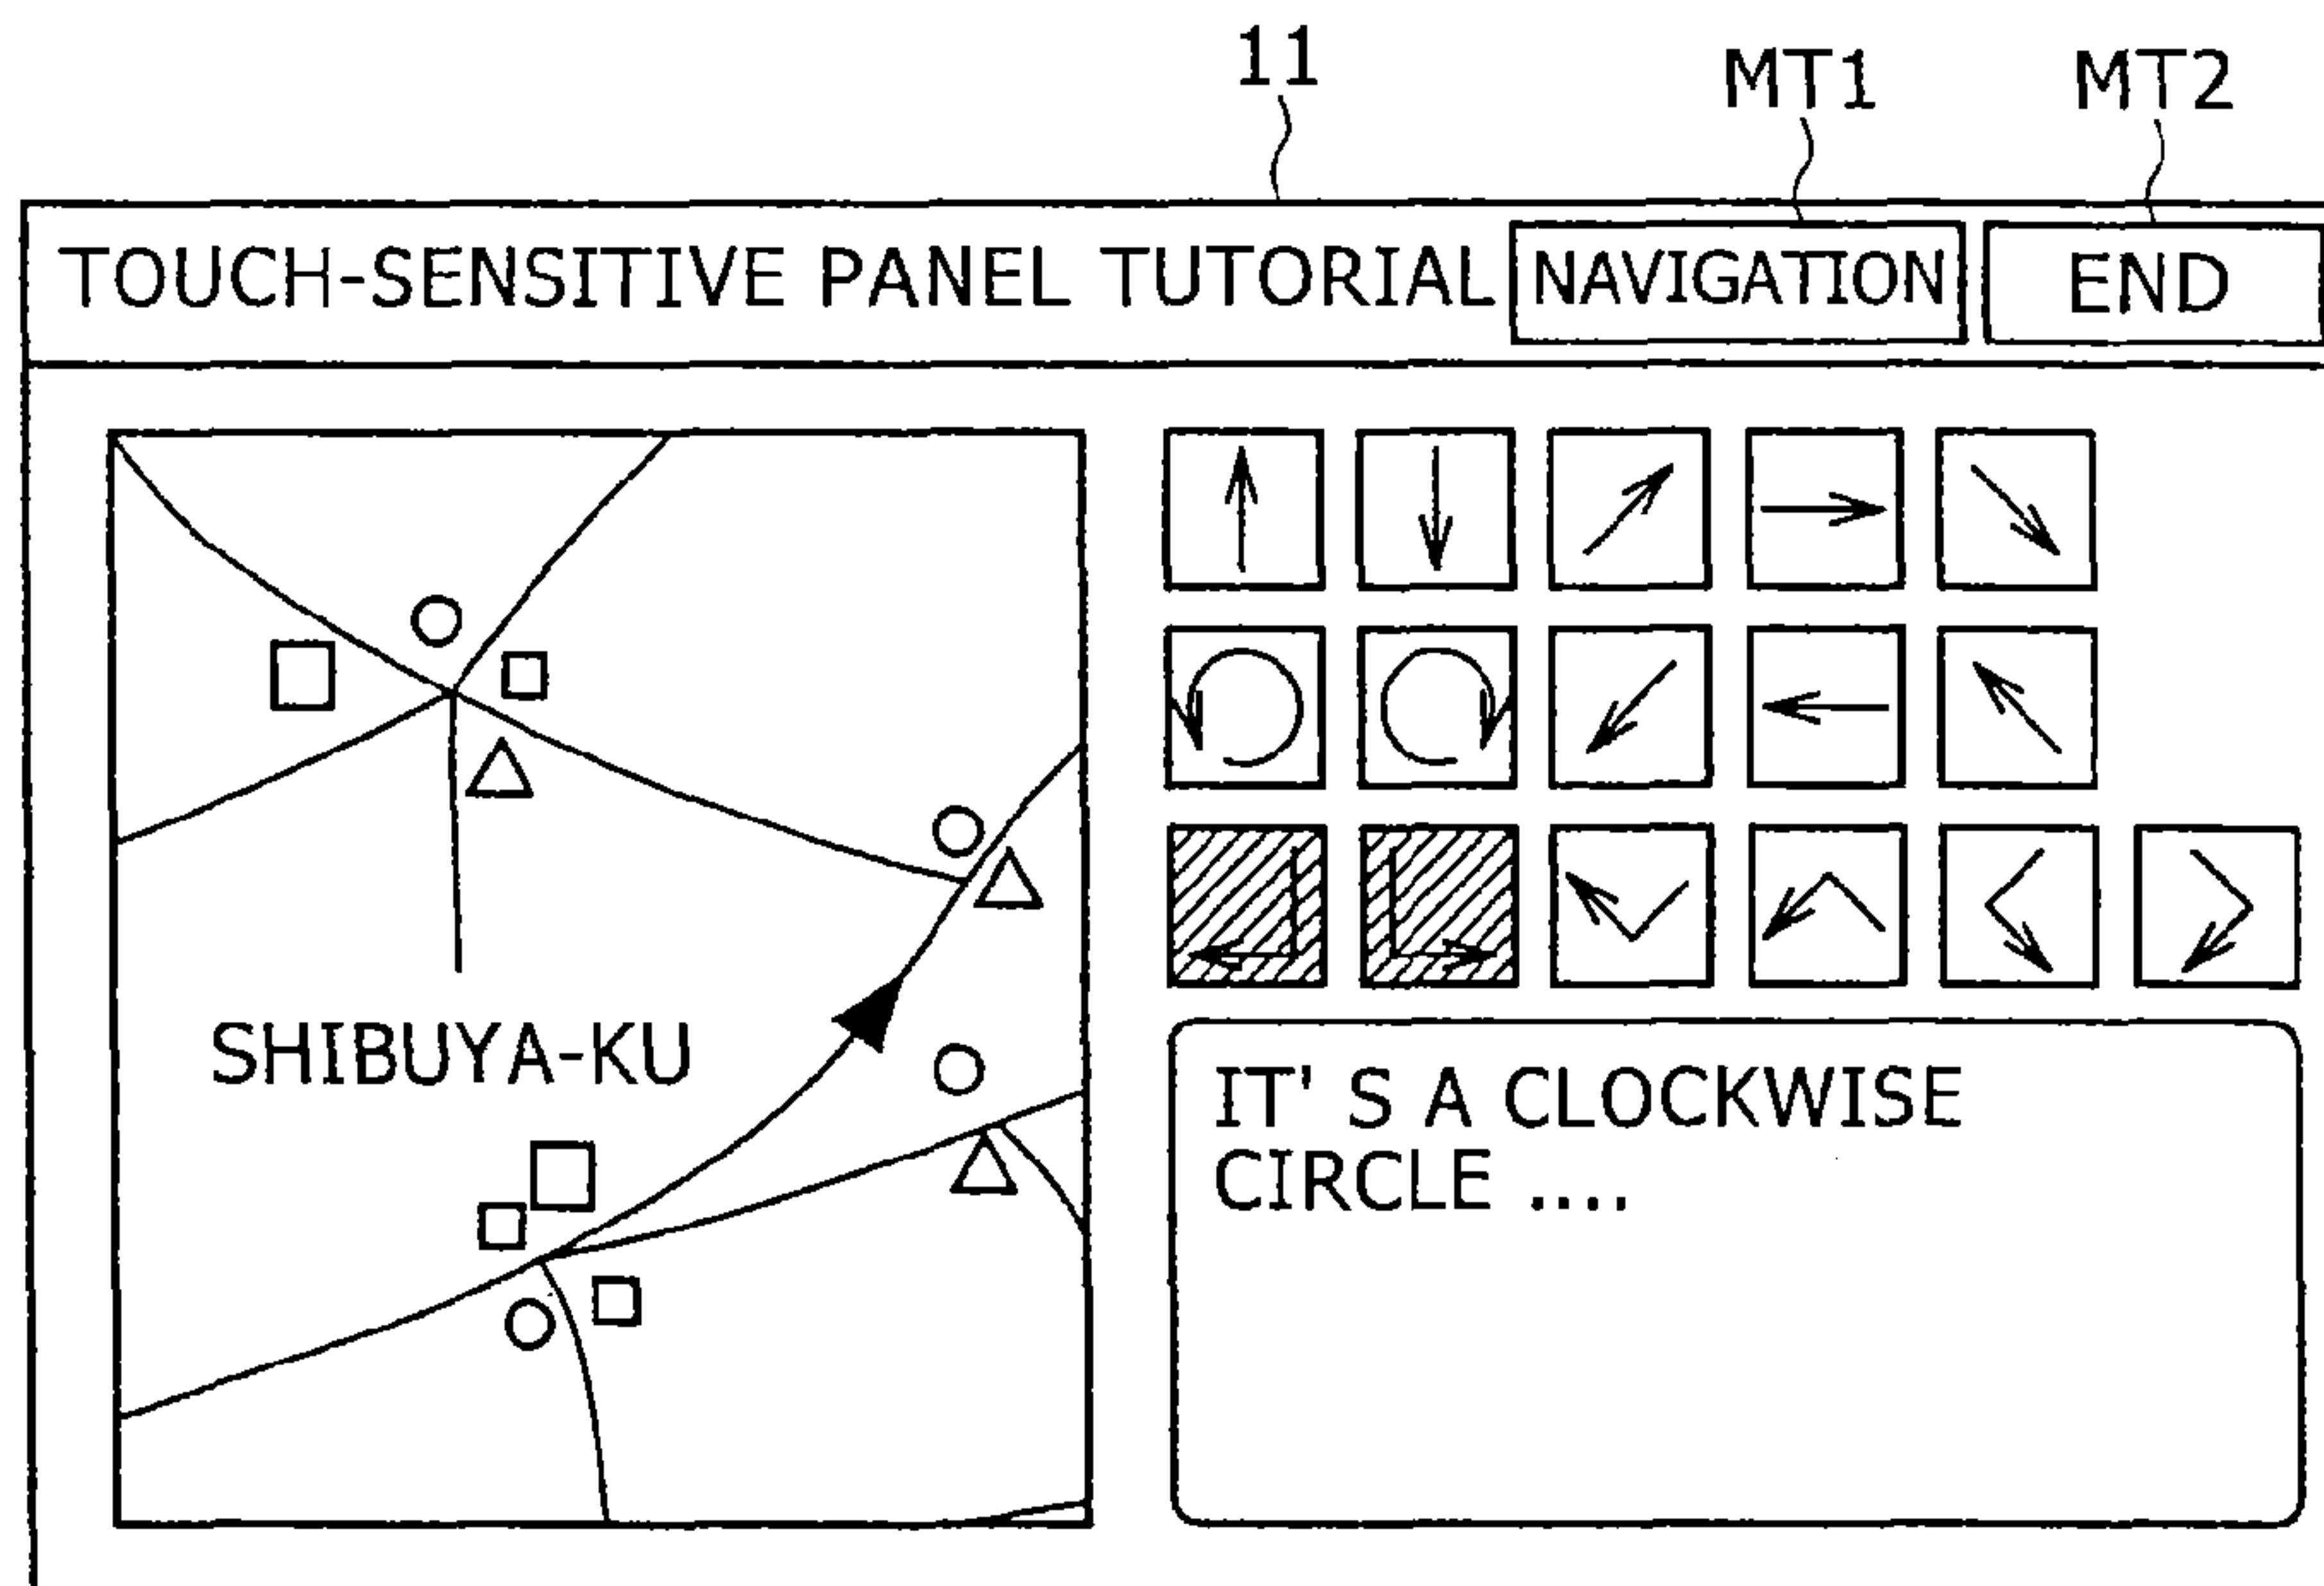 11 MT1 MT2
TOUCH-SENSITIVE PANEL TUTORIAL NAVIGATION END
SHIBUYA-KU
IT'S A CLOCKWISE
CIRCLE ....